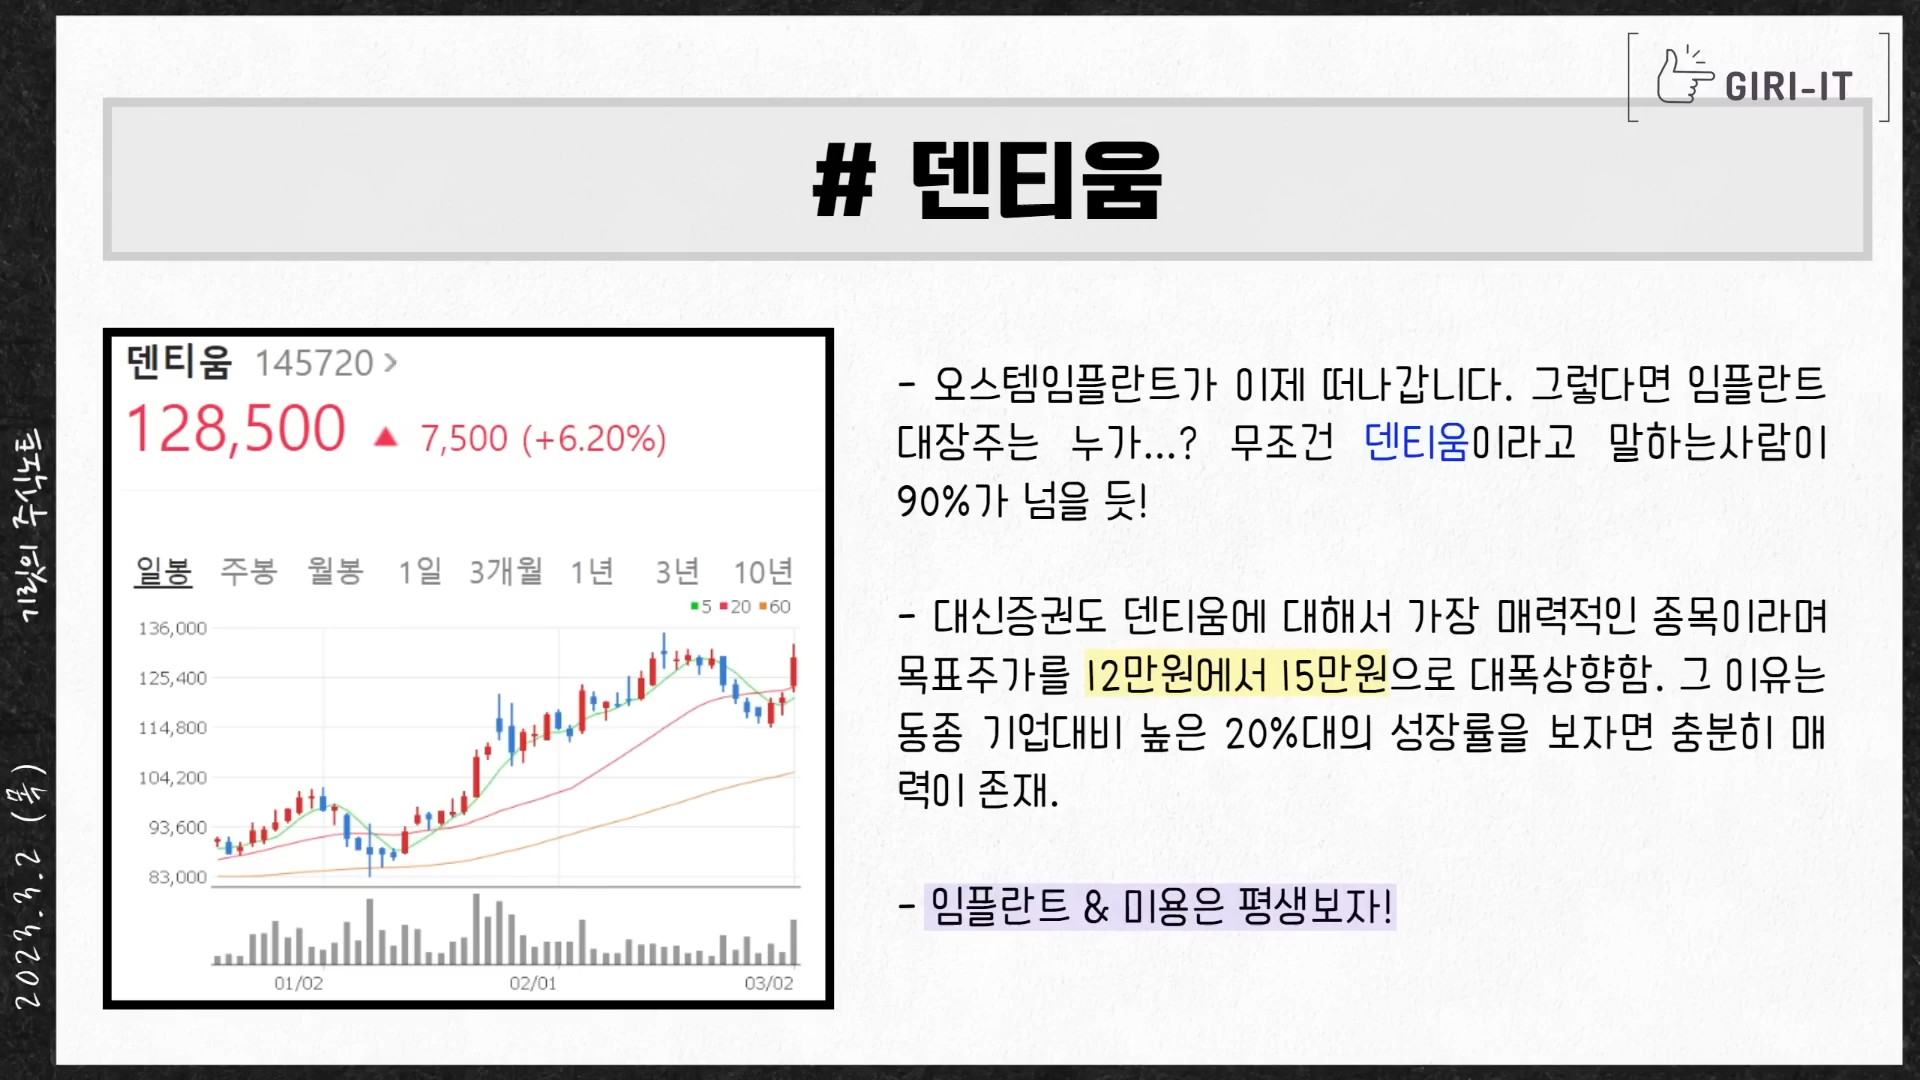 GIRI-IT
# 덴티움
덴티움 145720 >
128,500 ▲ 7,500 (+6.20%)
일봉 주봉 월봉 1일 3개월 1년 3년 10년
5 20 60
136,000
125,400
114,800
104,200
93,600
83,000
01/02 02/01 03/02
- 오스템임플란트가 이제 떠나갑니다. 그렇다면 임플란트
대장주는 누가...? 무조건 덴티움이라고 말하는사람이
90%가 넘을 듯!
- 대신증권도 덴티움에 대해서 가장 매력적인 종목이라며
목표주가를 12만원에서 15만원으로 대폭상향함. 그 이유는
동종 기업대비 높은 20%대의 성장률을 보자면 충분히 매
력이 존재.
- 임플란트 & 미용은 평생보자!
2023.3.2 (목) 기릿의 주식노트